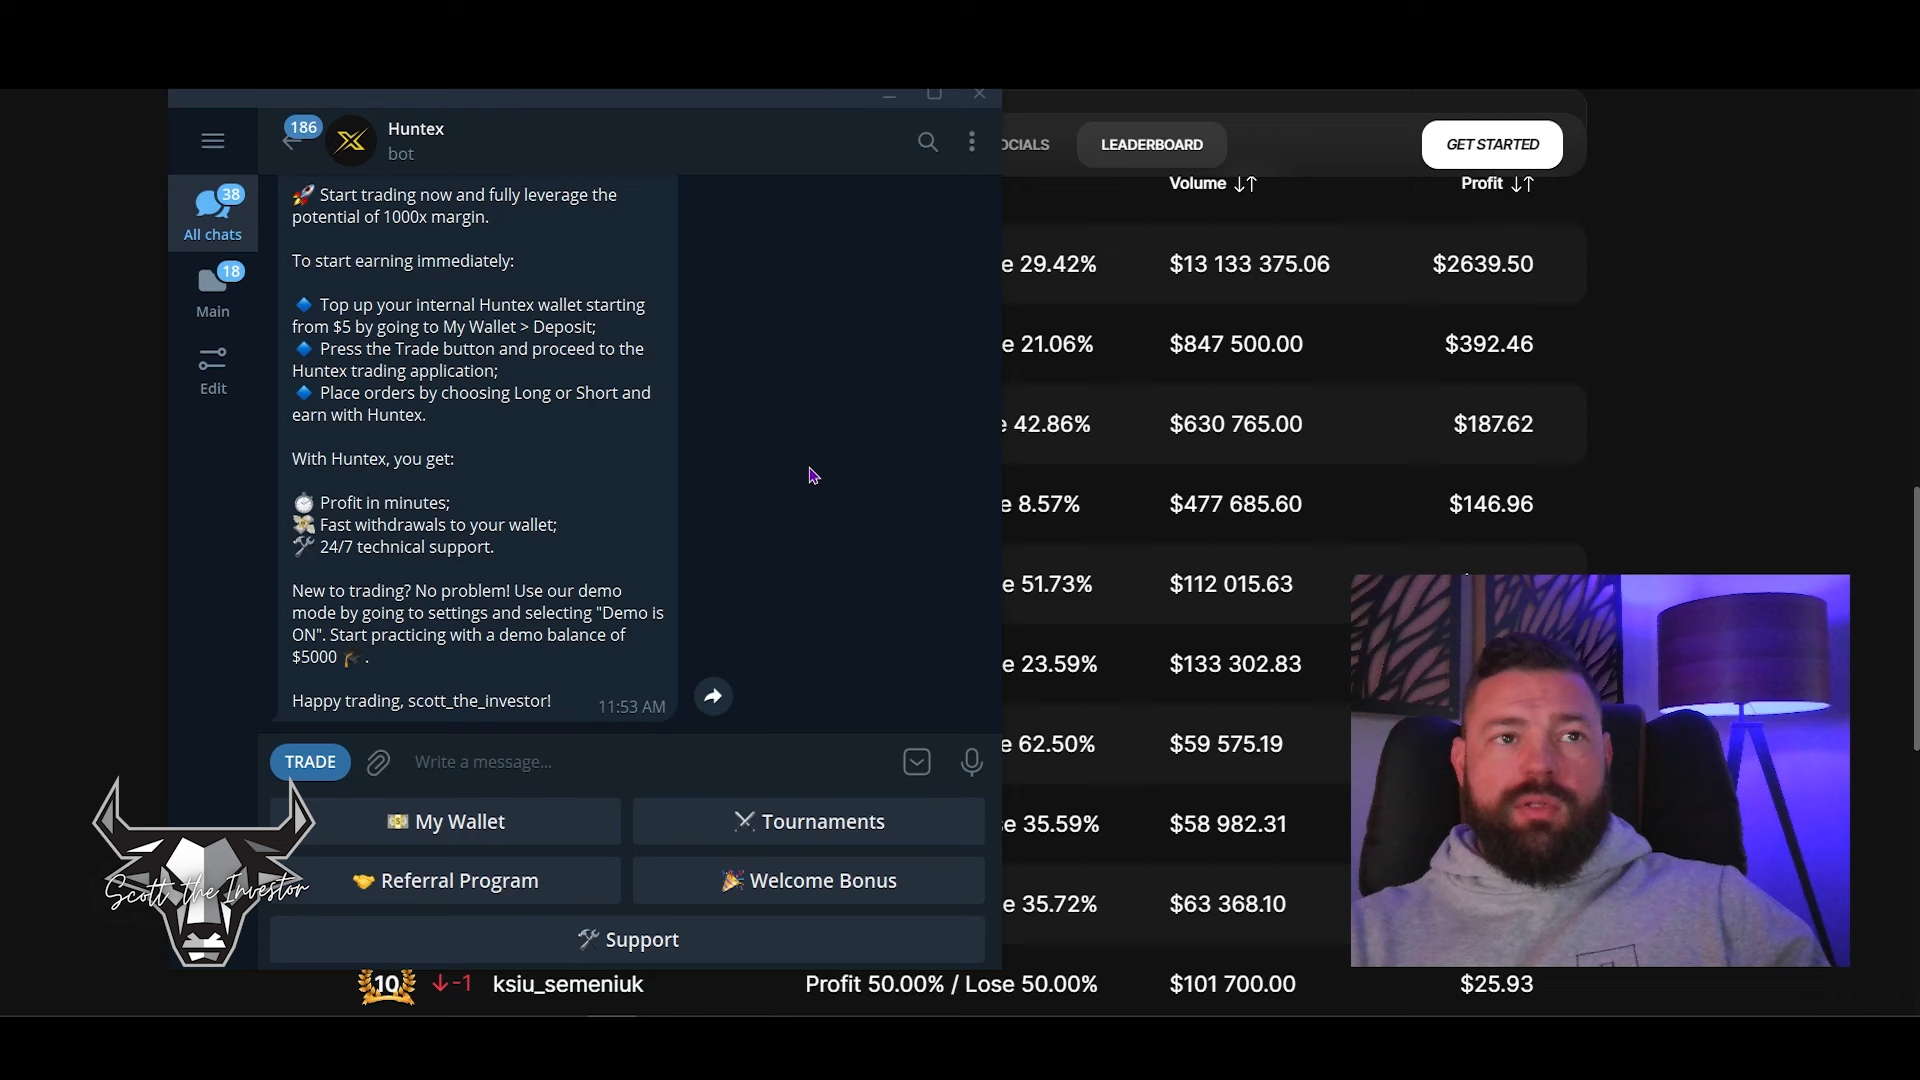 186
Huntex
bot
38
All chats
18
Main
Edit
🚀 Start trading now and fully leverage the
potential of 1000x margin.
To start earning immediately:
🔹 Top up your internal Huntex wallet starting
from $5 by going to My Wallet > Deposit;
🔹 Press the Trade button and proceed to the
Huntex trading application;
🔹 Place orders by choosing Long or Short and
earn with Huntex.
With Huntex, you get:
⏱ Profit in minutes;
💸 Fast withdrawals to your wallet;
🛠 24/7 technical support.
New to trading? No problem! Use our demo
mode by going to settings and selecting "Demo is
ON". Start practicing with a demo balance of
$5000 🎓.
Happy trading, scott_the_investor!
11:53 AM
TRADE
Write a message...
💵 My Wallet
⚔ Tournaments
🤝 Referral Program
🎉 Welcome Bonus
🛠 Support
Scott the Investor
OCIALS
LEADERBOARD
GET STARTED
Volume ↓↑ Profit ↓↑
e 29.42% $13 133 375.06 $2639.50
e 21.06% $847 500.00 $392.46
e 42.86% $630 765.00 $187.62
e 8.57% $477 685.60 $146.96
e 51.73% $112 015.63
e 23.59% $133 302.83
e 62.50% $59 575.19
e 35.59% $58 982.31
e 35.72% $63 368.10
10 ↓-1 ksiu_semeniuk Profit 50.00% / Lose 50.00% $101 700.00 $25.93